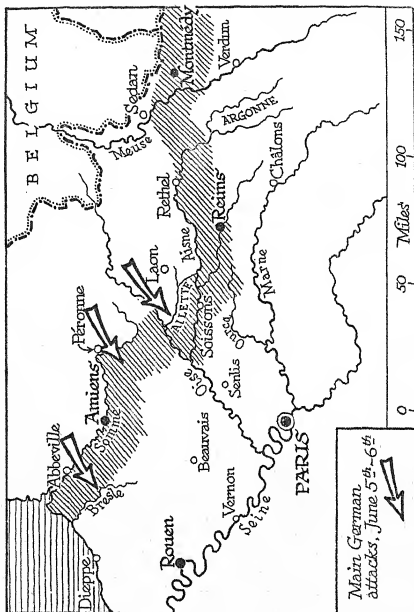 BELGIUM
Abbeville
Dieppe
Bresle
Somme
Amiens
Péronne
Rouen
Beauvais
Oise
Laon
AILETTE
Soissons
Aisne
Rethel
Sedan
Montmédy
Meuse
Verdun
ARGONNE
Reims
Senlis
Ourcq
Marne
Châlons
Vernon
Seine
PARIS
Main German
attacks, June 5th-6th
0 50 100 150
Miles